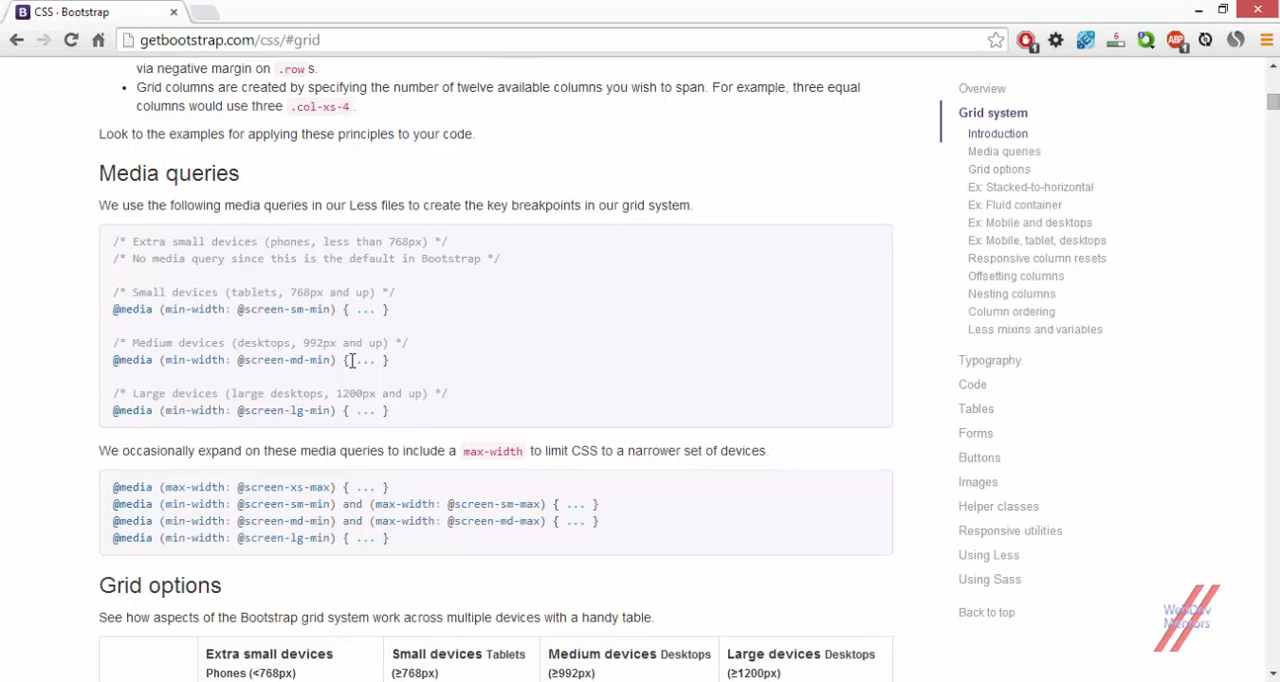 CSS · Bootstrap
getbootstrap.com/css/#grid
via negative margin on .row s.
Grid columns are created by specifying the number of twelve available columns you wish to span. For example, three equal
columns would use three .col-xs-4 .
Look to the examples for applying these principles to your code.
Media queries
We use the following media queries in our Less files to create the key breakpoints in our grid system.
/* Extra small devices (phones, less than 768px) */
/* No media query since this is the default in Bootstrap */
/* Small devices (tablets, 768px and up) */
@media (min-width: @screen-sm-min) { ... }
/* Medium devices (desktops, 992px and up) */
@media (min-width: @screen-md-min) { ... }
/* Large devices (large desktops, 1200px and up) */
@media (min-width: @screen-lg-min) { ... }
We occasionally expand on these media queries to include a max-width to limit CSS to a narrower set of devices.
@media (max-width: @screen-xs-max) { ... }
@media (min-width: @screen-sm-min) and (max-width: @screen-sm-max) { ... }
@media (min-width: @screen-md-min) and (max-width: @screen-md-max) { ... }
@media (min-width: @screen-lg-min) { ... }
Grid options
See how aspects of the Bootstrap grid system work across multiple devices with a handy table.
Extra small devices Small devices Tablets Medium devices Desktops Large devices Desktops
Phones (<768px) (≥768px) (≥992px) (≥1200px)
Overview
Grid system
Introduction
Media queries
Grid options
Ex: Stacked-to-horizontal
Ex: Fluid container
Ex: Mobile and desktops
Ex: Mobile, tablet, desktops
Responsive column resets
Offsetting columns
Nesting columns
Column ordering
Less mixins and variables
Typography
Code
Tables
Forms
Buttons
Images
Helper classes
Responsive utilities
Using Less
Using Sass
Back to top
WebDev
Mentors